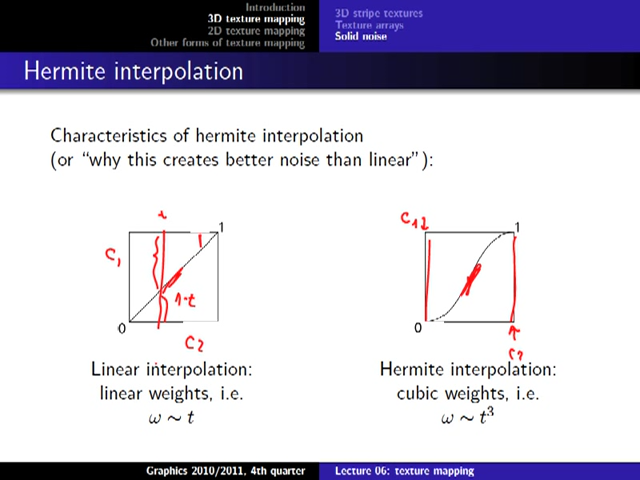 Introduction
3D texture mapping
2D texture mapping
Other forms of texture mapping
3D stripe textures
Texture arrays
Solid noise
Hermite interpolation
Characteristics of hermite interpolation
(or “why this creates better noise than linear”):
1
C1
1-t
0
C2
1
0
C2
Linear interpolation:
linear weights, i.e.
ω ∼ t
Hermite interpolation:
cubic weights, i.e.
ω ∼ t³
Graphics 2010/2011, 4th quarter
Lecture 06: texture mapping